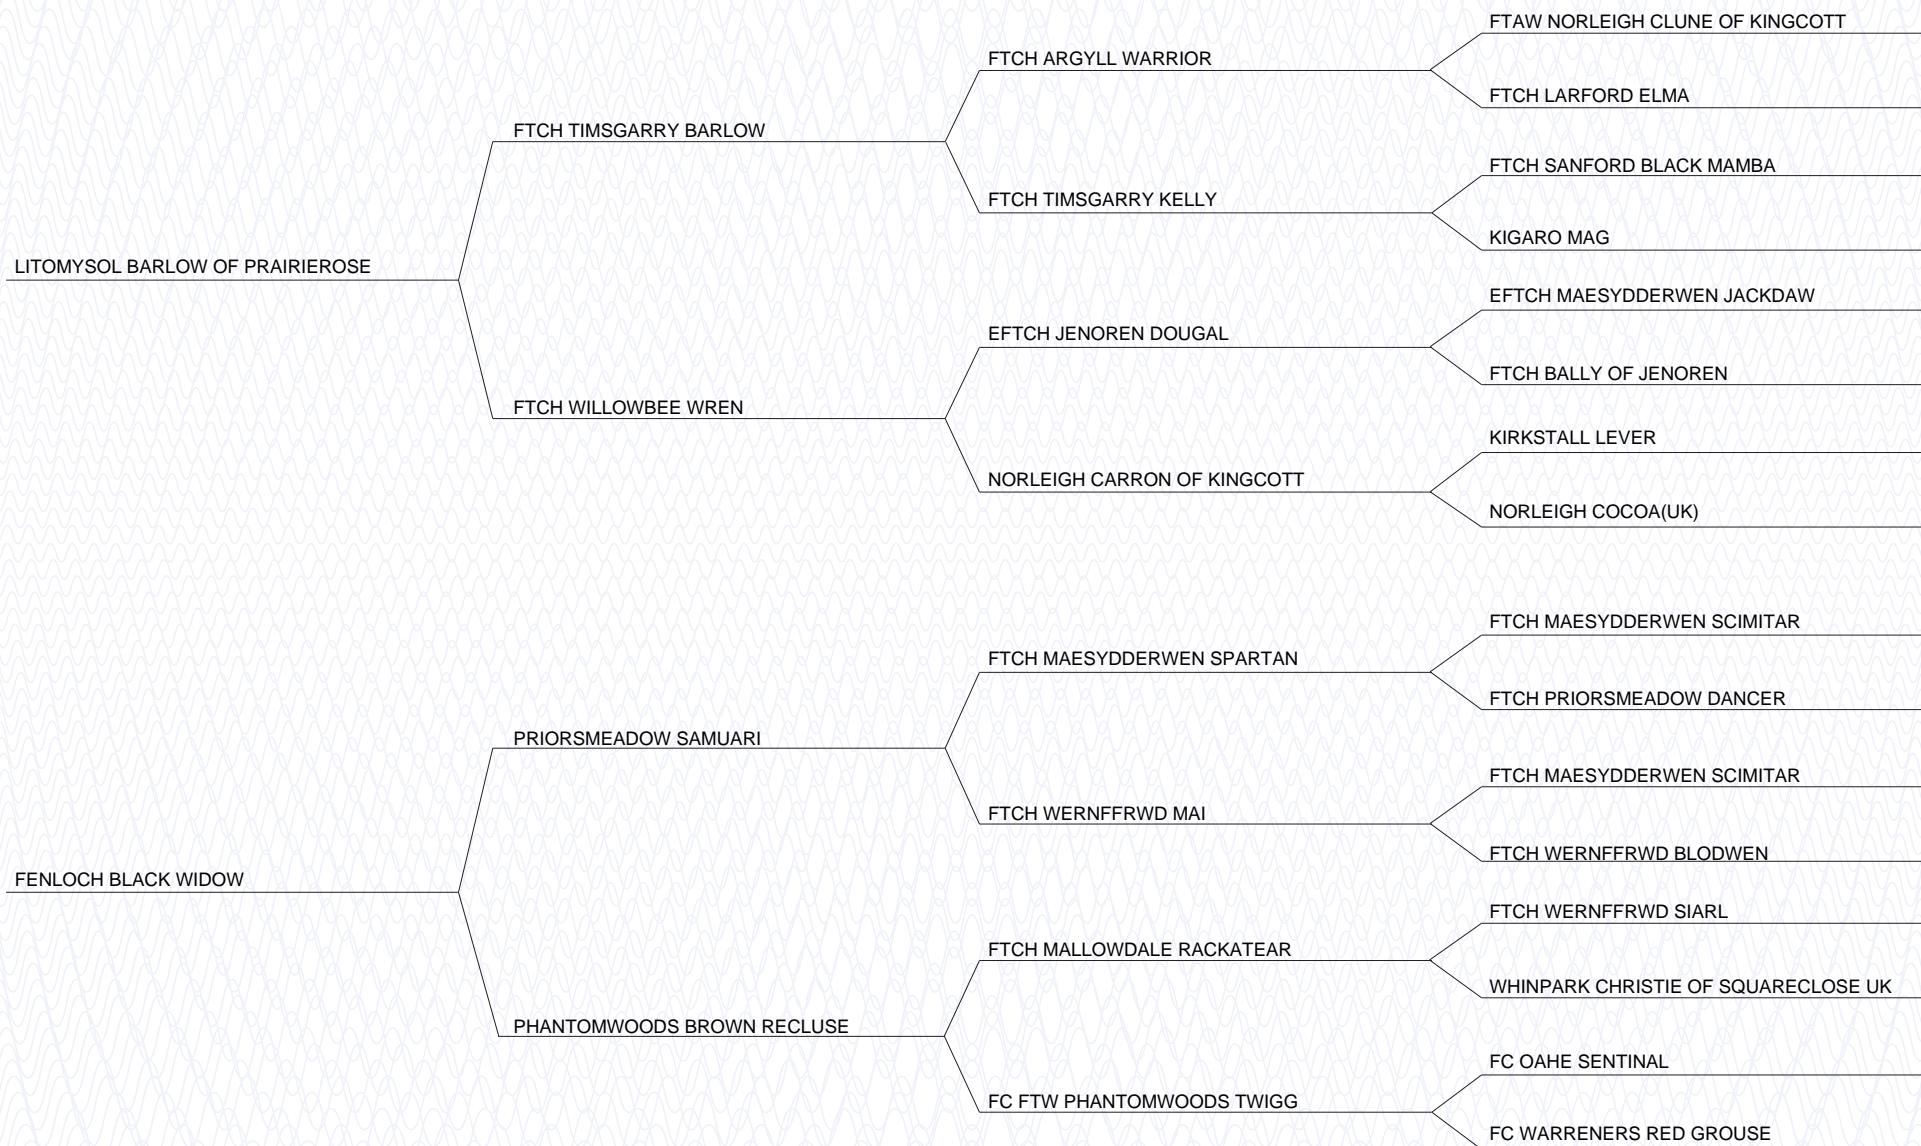 FTAW NORLEIGH CLUNE OF KINGCOTT
FTCH ARGYLL WARRIOR
FTCH LARFORD ELMA
FTCH TIMSGARRY BARLOW
FTCH SANFORD BLACK MAMBA
FTCH TIMSGARRY KELLY
KIGARO MAG
LITOMYSOL BARLOW OF PRAIRIEROSE
EFTCH MAESYDDERWEN JACKDAW
EFTCH JENOREN DOUGAL
FTCH BALLY OF JENOREN
FTCH WILLOWBEE WREN
KIRKSTALL LEVER
NORLEIGH CARRON OF KINGCOTT
NORLEIGH COCOA(UK)
FTCH MAESYDDERWEN SCIMITAR
FTCH MAESYDDERWEN SPARTAN
FTCH PRIORSMEADOW DANCER
PRIORSMEADOW SAMUARI
FTCH MAESYDDERWEN SCIMITAR
FTCH WERNFFRWD MAI
FTCH WERNFFRWD BLODWEN
FENLOCH BLACK WIDOW
FTCH WERNFFRWD SIARL
FTCH MALLOWDALE RACKATEAR
WHINPARK CHRISTIE OF SQUARECLOSE UK
PHANTOMWOODS BROWN RECLUSE
FC OAHE SENTINAL
FC FTW PHANTOMWOODS TWIGG
FC WARRENERS RED GROUSE